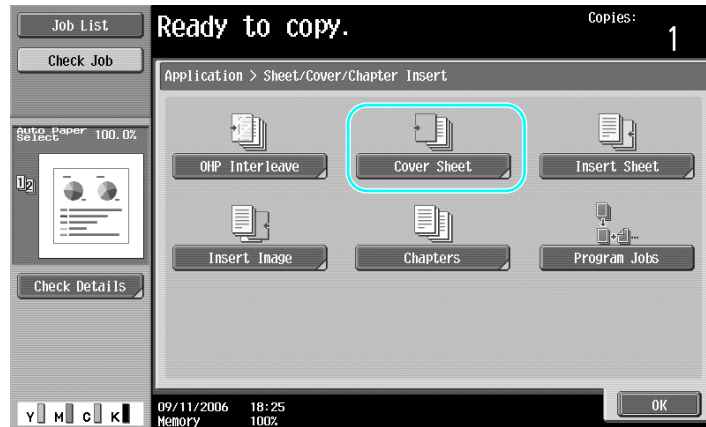 Job List
Check Job
Ready to copy.
Copies:
1
Application > Sheet/Cover/Chapter Insert
Auto Paper
Select
100.0%
1 2
OHP Interleave
Cover Sheet
Insert Sheet
Insert Image
Chapters
Program Jobs
Check Details
Y M C K
09/11/2006 18:25
Memory 100%
OK